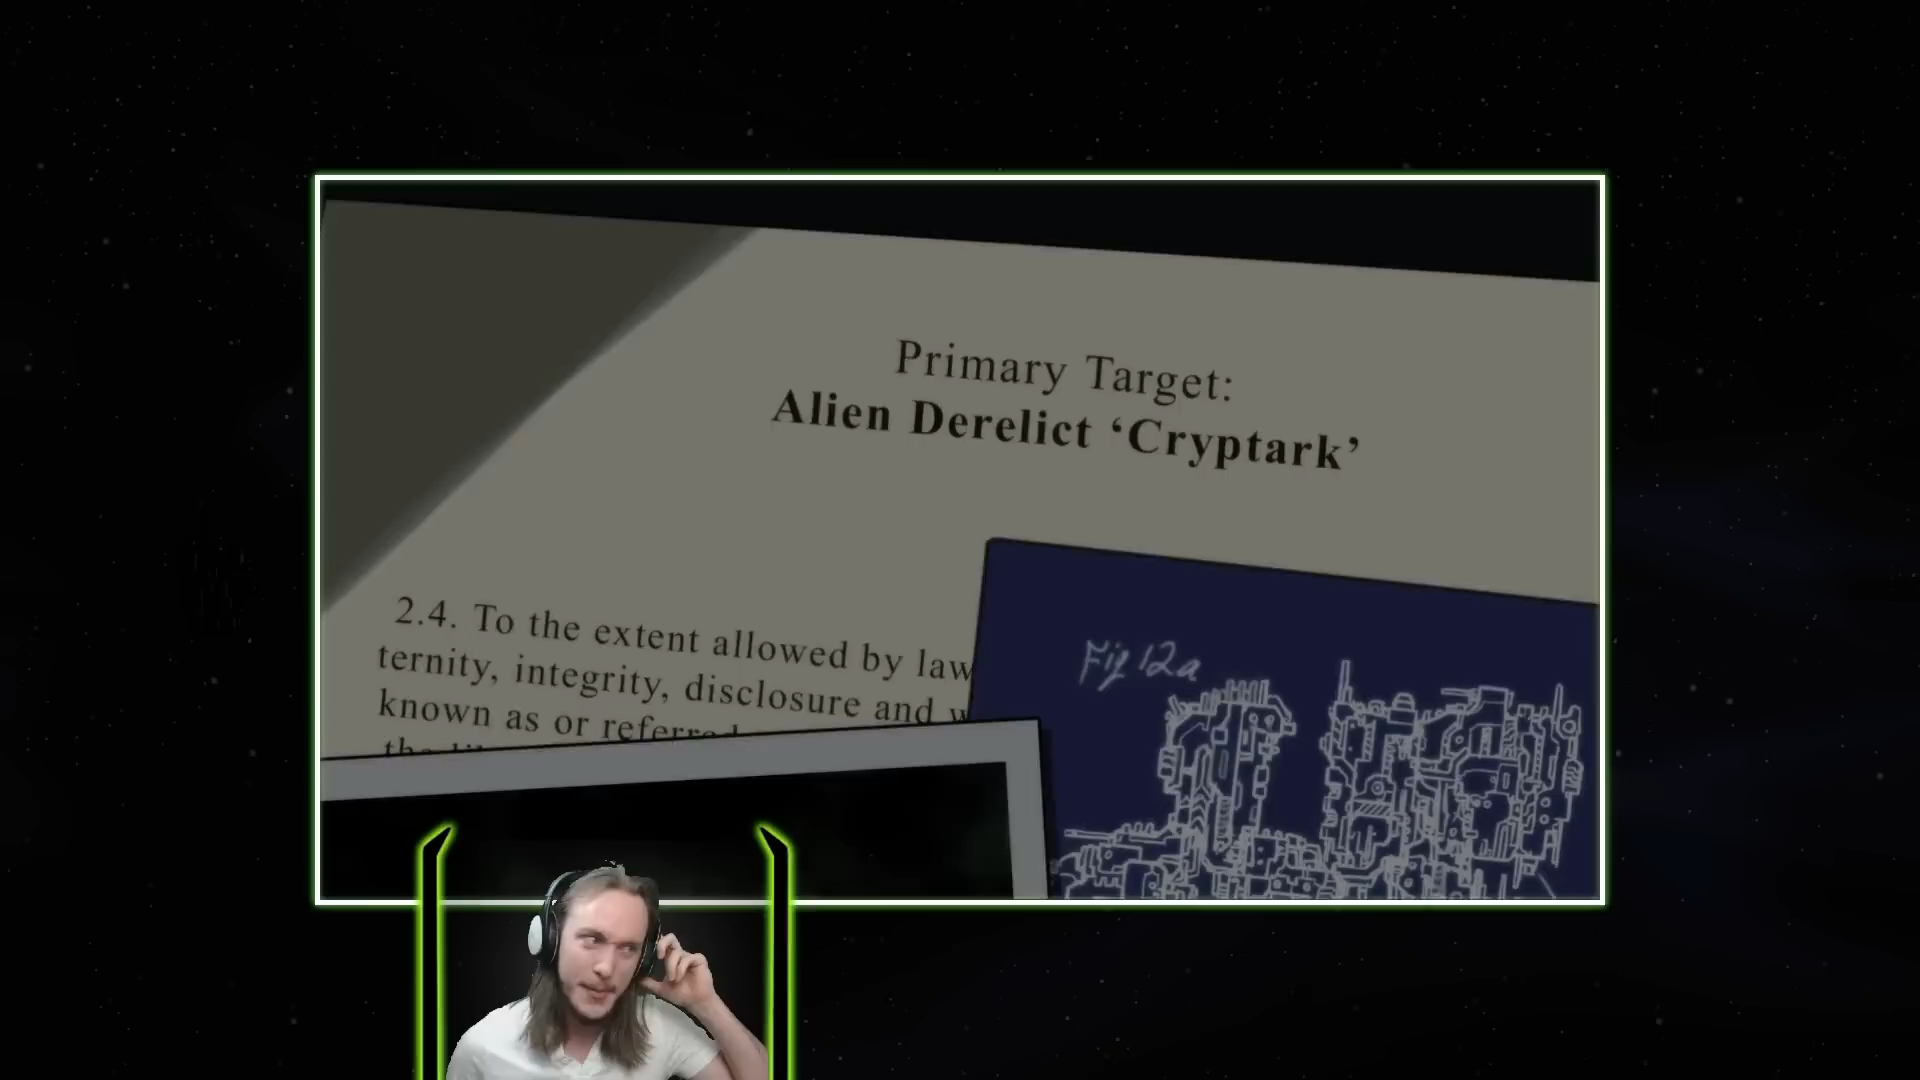 Primary Target:
Alien Derelict ‘Cryptark’
2.4. To the extent allowed by law
ternity, integrity, disclosure and
known as or referred
Fig 12a